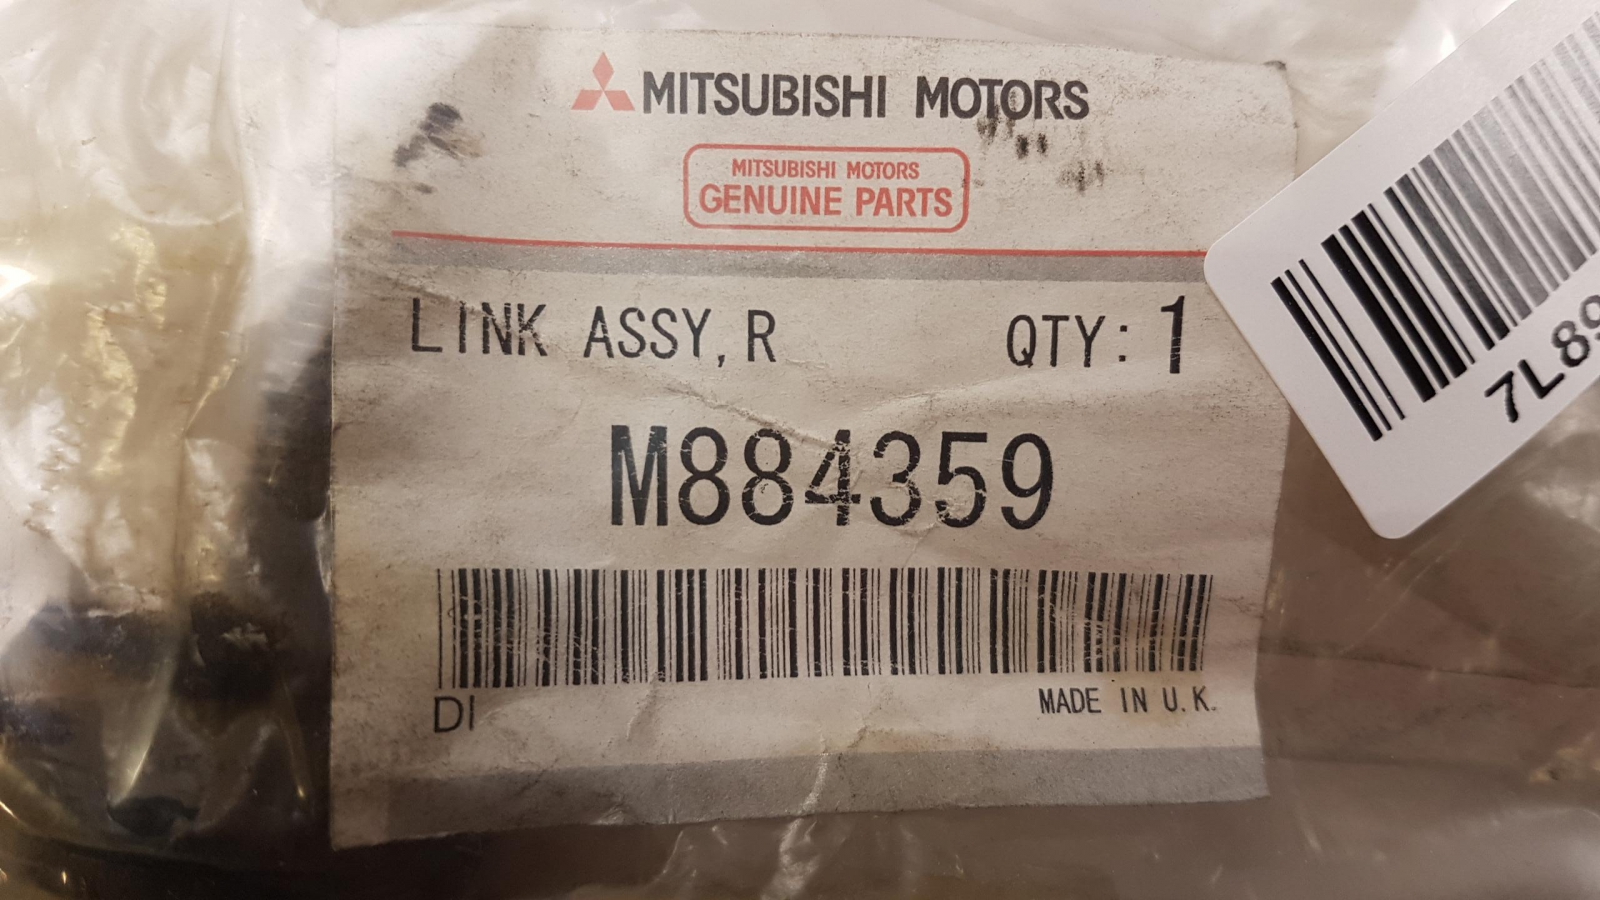 MITSUBISHI MOTORS
MITSUBISHI MOTORS
GENUINE PARTS
LINK ASSY,R QTY: 1
M884359
DI MADE IN U.K.
7L89